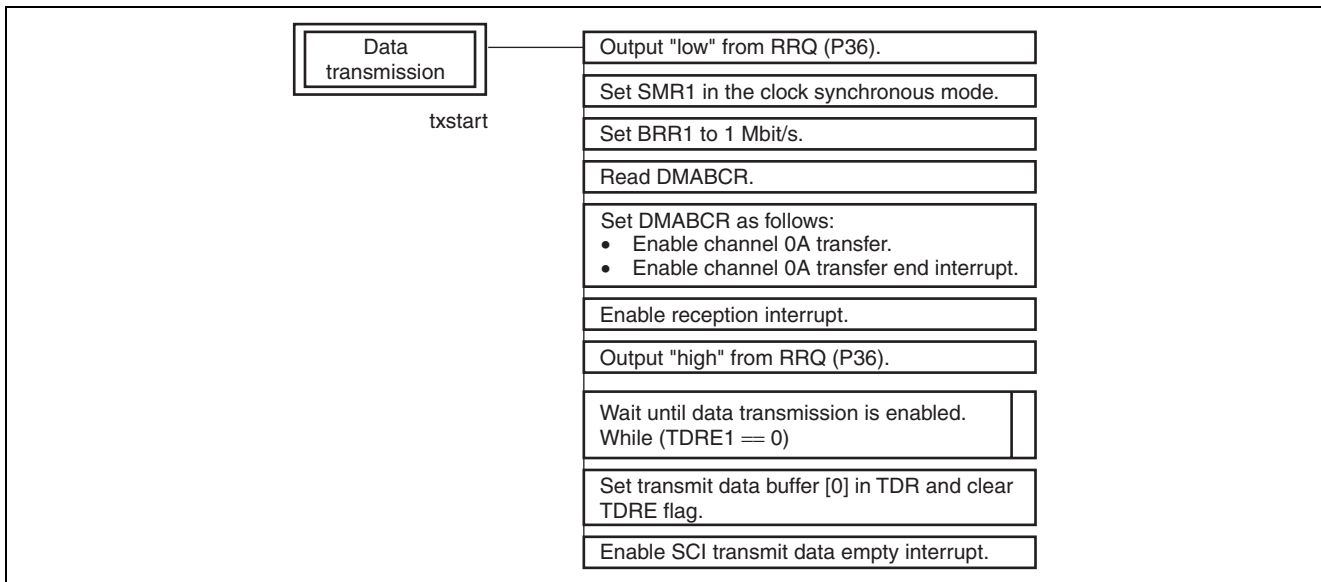 Data
transmission
txstart
Output "low" from RRQ (P36).
Set SMR1 in the clock synchronous mode.
Set BRR1 to 1 Mbit/s.
Read DMABCR.
Set DMABCR as follows:
• Enable channel 0A transfer.
• Enable channel 0A transfer end interrupt.
Enable reception interrupt.
Output "high" from RRQ (P36).
Wait until data transmission is enabled.
While (TDRE1 == 0)
Set transmit data buffer [0] in TDR and clear
TDRE flag.
Enable SCI transmit data empty interrupt.